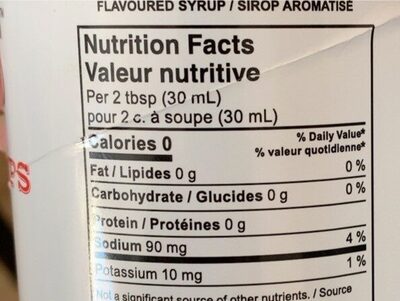 FLAVOURED SYRUP / SIROP AROMATISE
Nutrition Facts
Valeur nutritive
Per 2 tbsp (30 mL)
pour 2 c. à soupe (30 mL)
Calories 0
% Daily Value*
% valeur quotidienne*
Fat / Lipides 0 g 0 %
Carbohydrate / Glucides 0 g 0 %
Protein / Protéines 0 g
Sodium 90 mg 4 %
Potassium 10 mg 1 %
Not a significant source of other nutrients. / Source